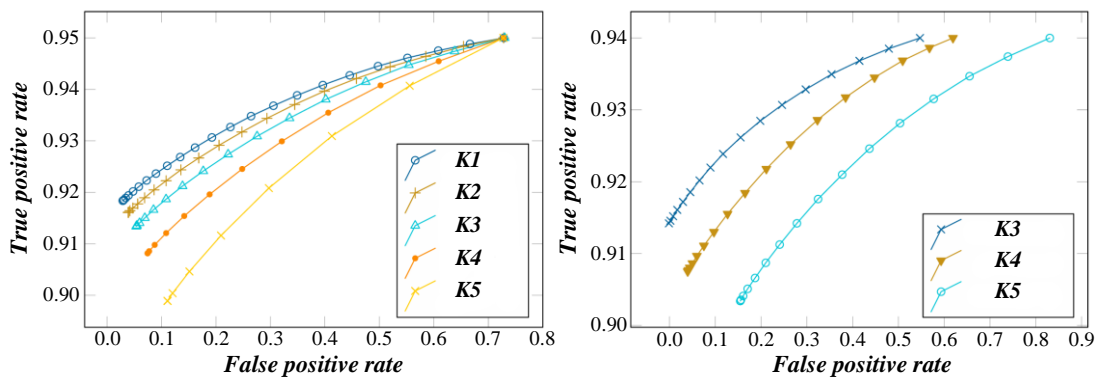 0.95
0.94
0.93
0.92
0.91
0.90
True positive rate
0.0 0.1 0.2 0.3 0.4 0.5 0.6 0.7 0.8
False positive rate
K1
K2
K3
K4
K5
0.94
0.93
0.92
0.91
0.90
True positive rate
0.0 0.1 0.2 0.3 0.4 0.5 0.6 0.7 0.8 0.9
False positive rate
K3
K4
K5